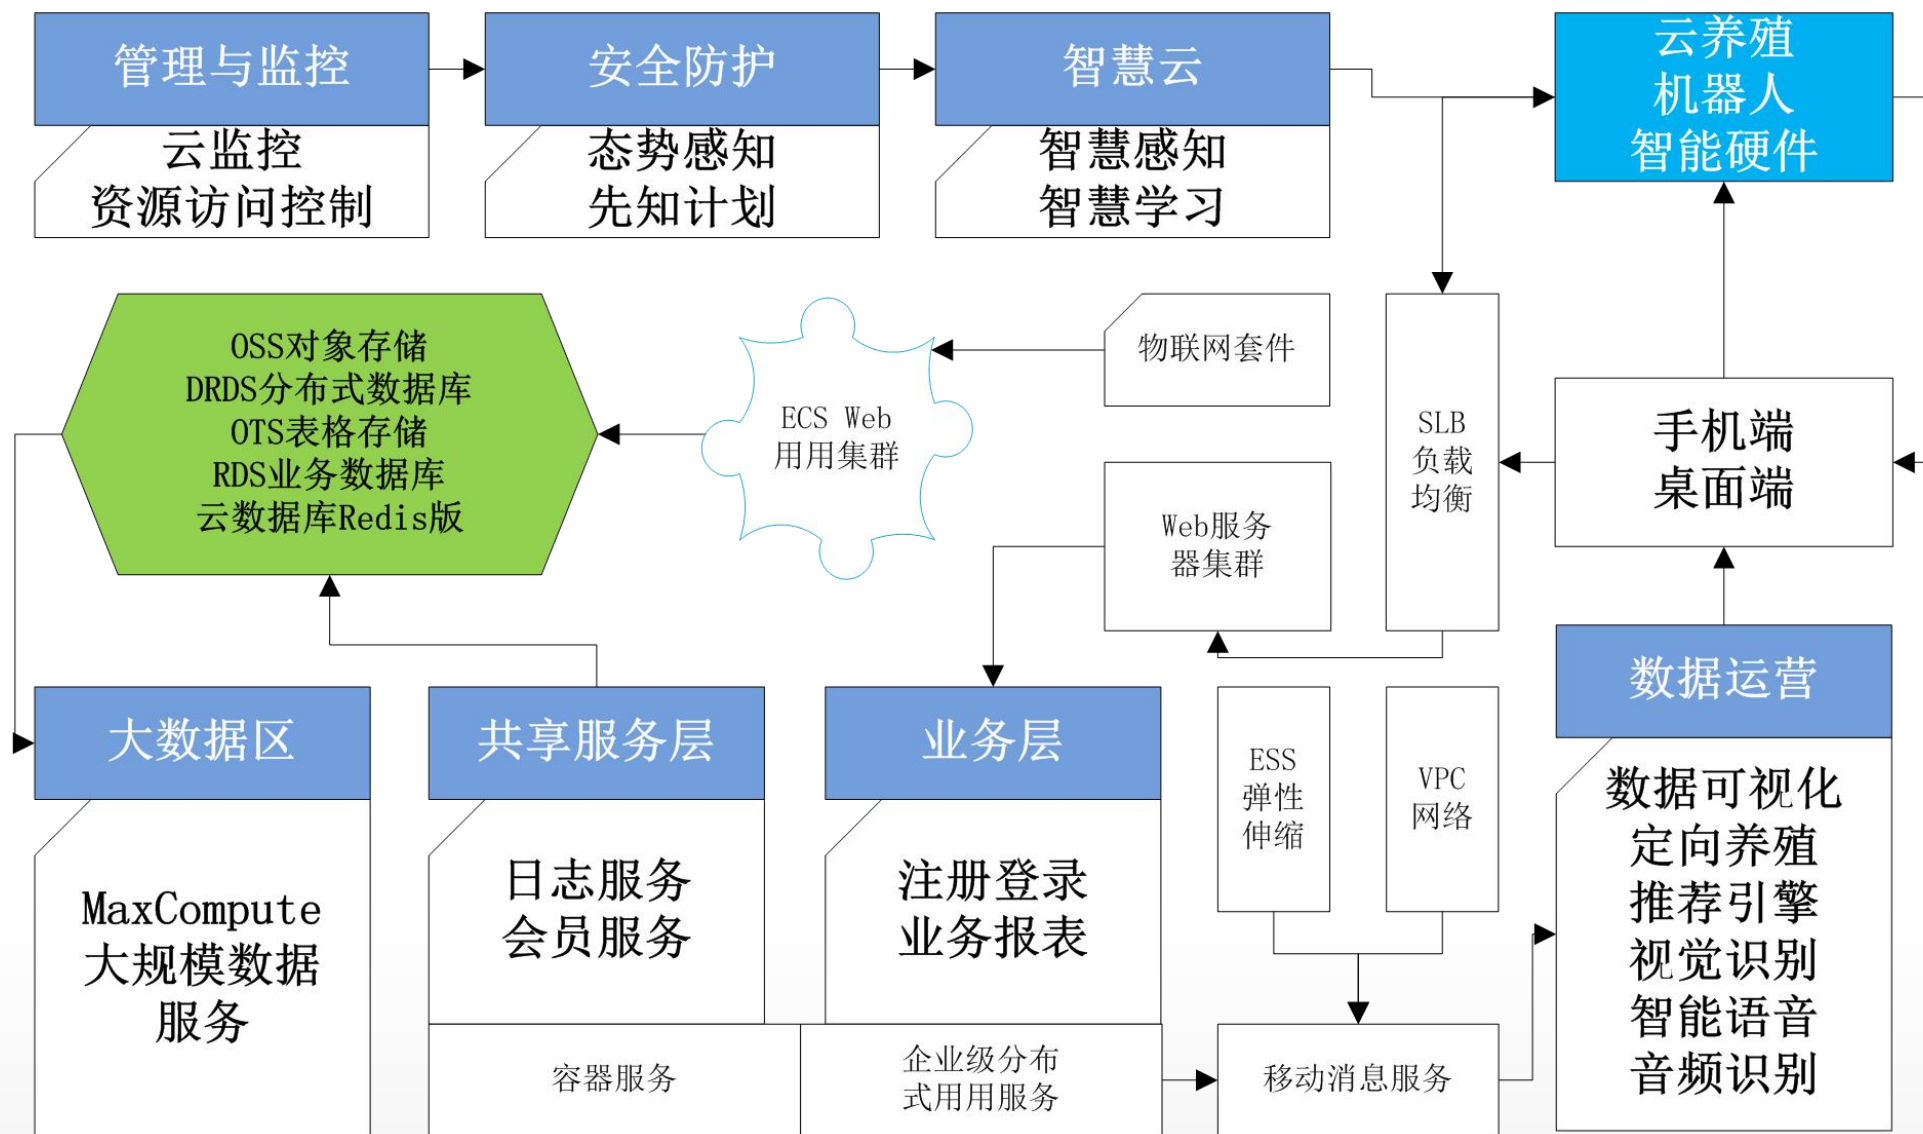 管理与监控
云监控
资源访问控制
安全防护
态势感知
先知计划
智慧云
智慧感知
智慧学习
云养殖
机器人
智能硬件
OSS对象存储
DRDS分布式数据库
OTS表格存储
RDS业务数据库
云数据库Redis版
ECS Web
用用集群
物联网套件
Web服务
器集群
SLB
负载
均衡
手机端
桌面端
大数据区
MaxCompute
大规模数据
服务
共享服务层
日志服务
会员服务
业务层
注册登录
业务报表
容器服务
企业级分布
式用用服务
ESS
弹性
伸缩
VPC
网络
移动消息服务
数据运营
数据可视化
定向养殖
推荐引擎
视觉识别
智能语音
音频识别